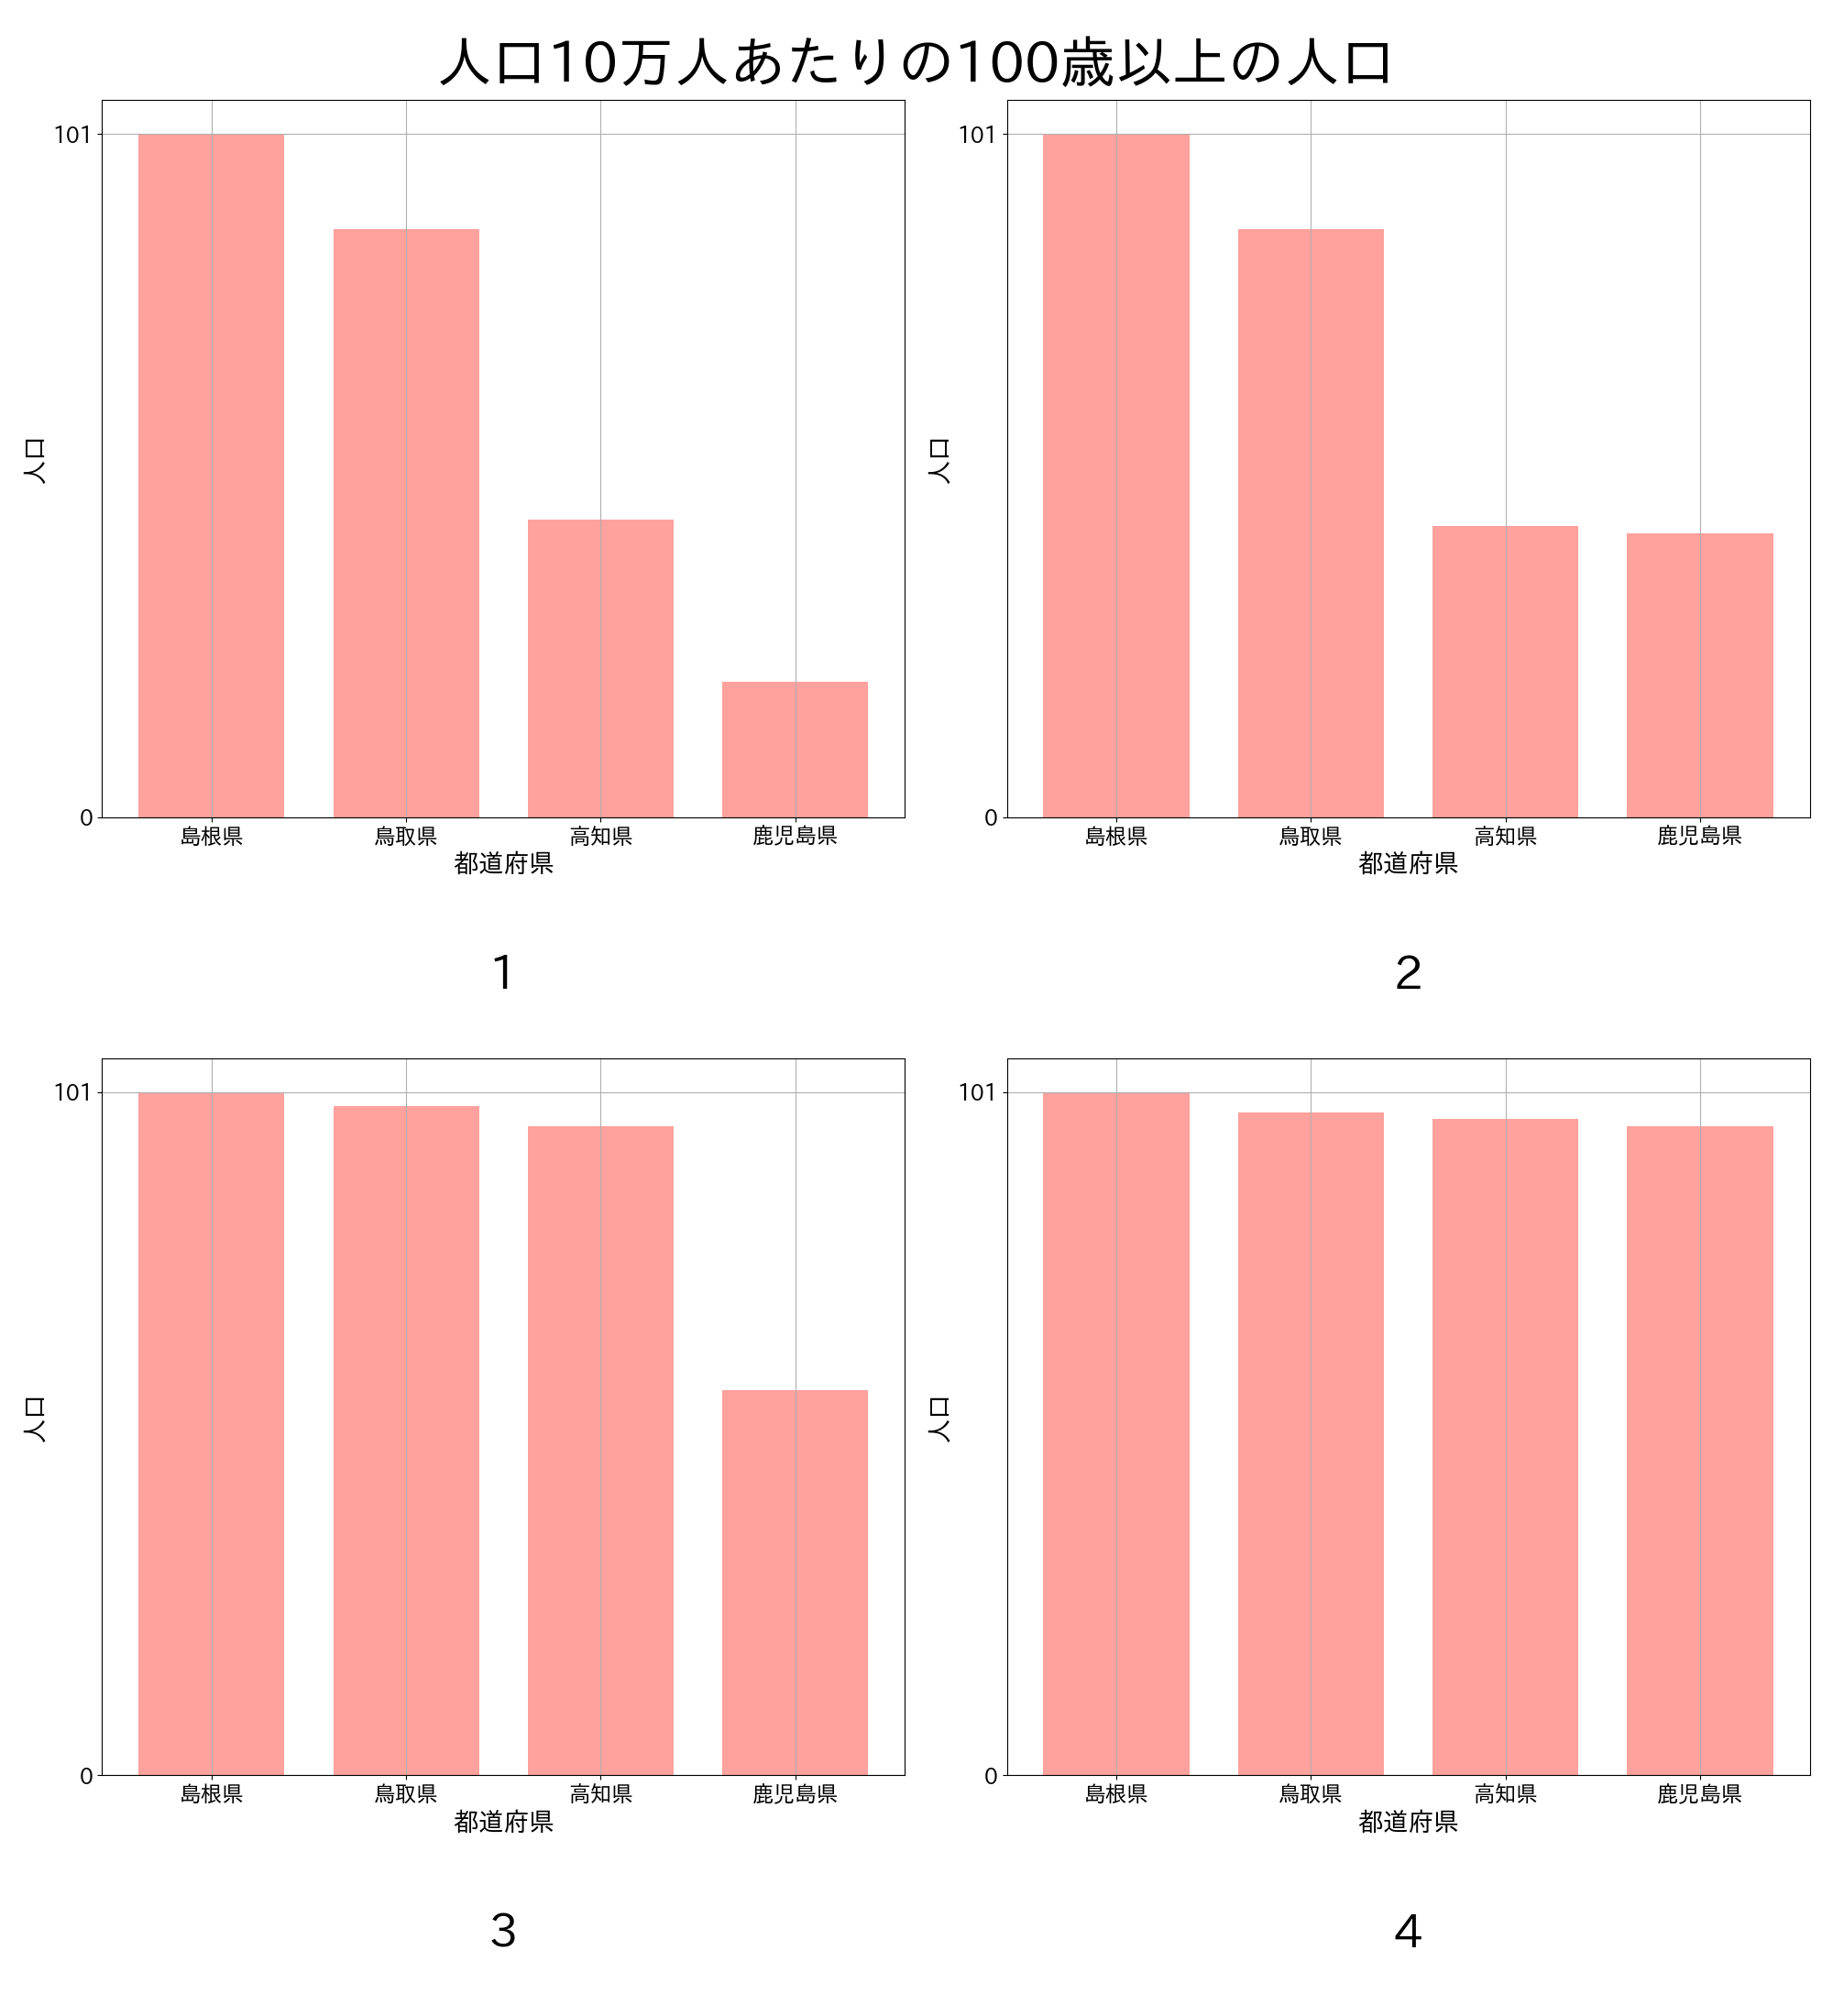 人口10万人あたりの100歳以上の人口
101
人口
0
島根県 鳥取県 高知県 鹿児島県
都道府県
1
101
人口
0
島根県 鳥取県 高知県 鹿児島県
都道府県
2
101
人口
0
島根県 鳥取県 高知県 鹿児島県
都道府県
3
101
人口
0
島根県 鳥取県 高知県 鹿児島県
都道府県
4